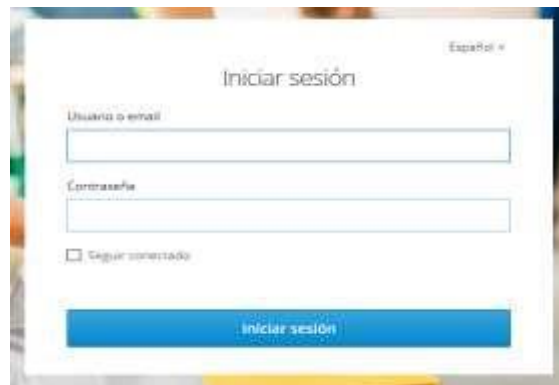 Español
Iniciar sesión
Usuario o email
Contraseña
Seguir conectado
Iniciar sesión